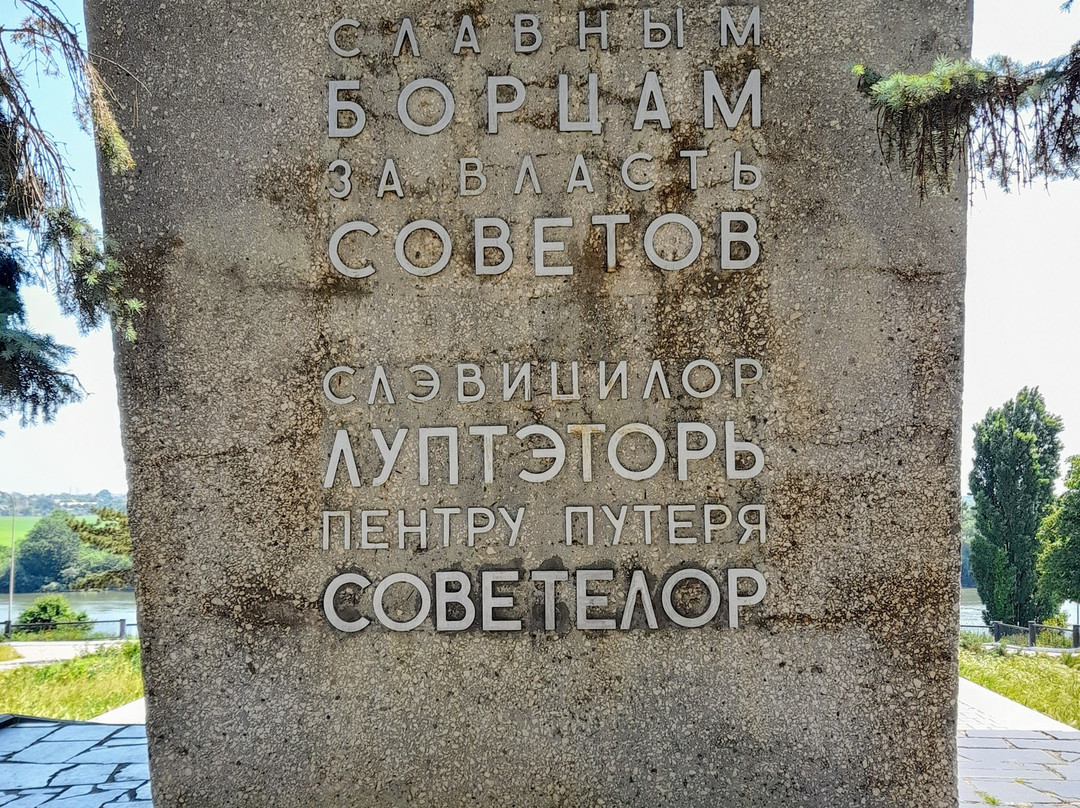 СЛАВНЫМ
БОРЦАМ
ЗА ВЛАСТЬ
СОВЕТОВ
СЛЭВИЦИЛОР
ЛУПТЭТОРЬ
ПЕНТРУ ПУТЕРЯ
СОВЕТЕЛОР